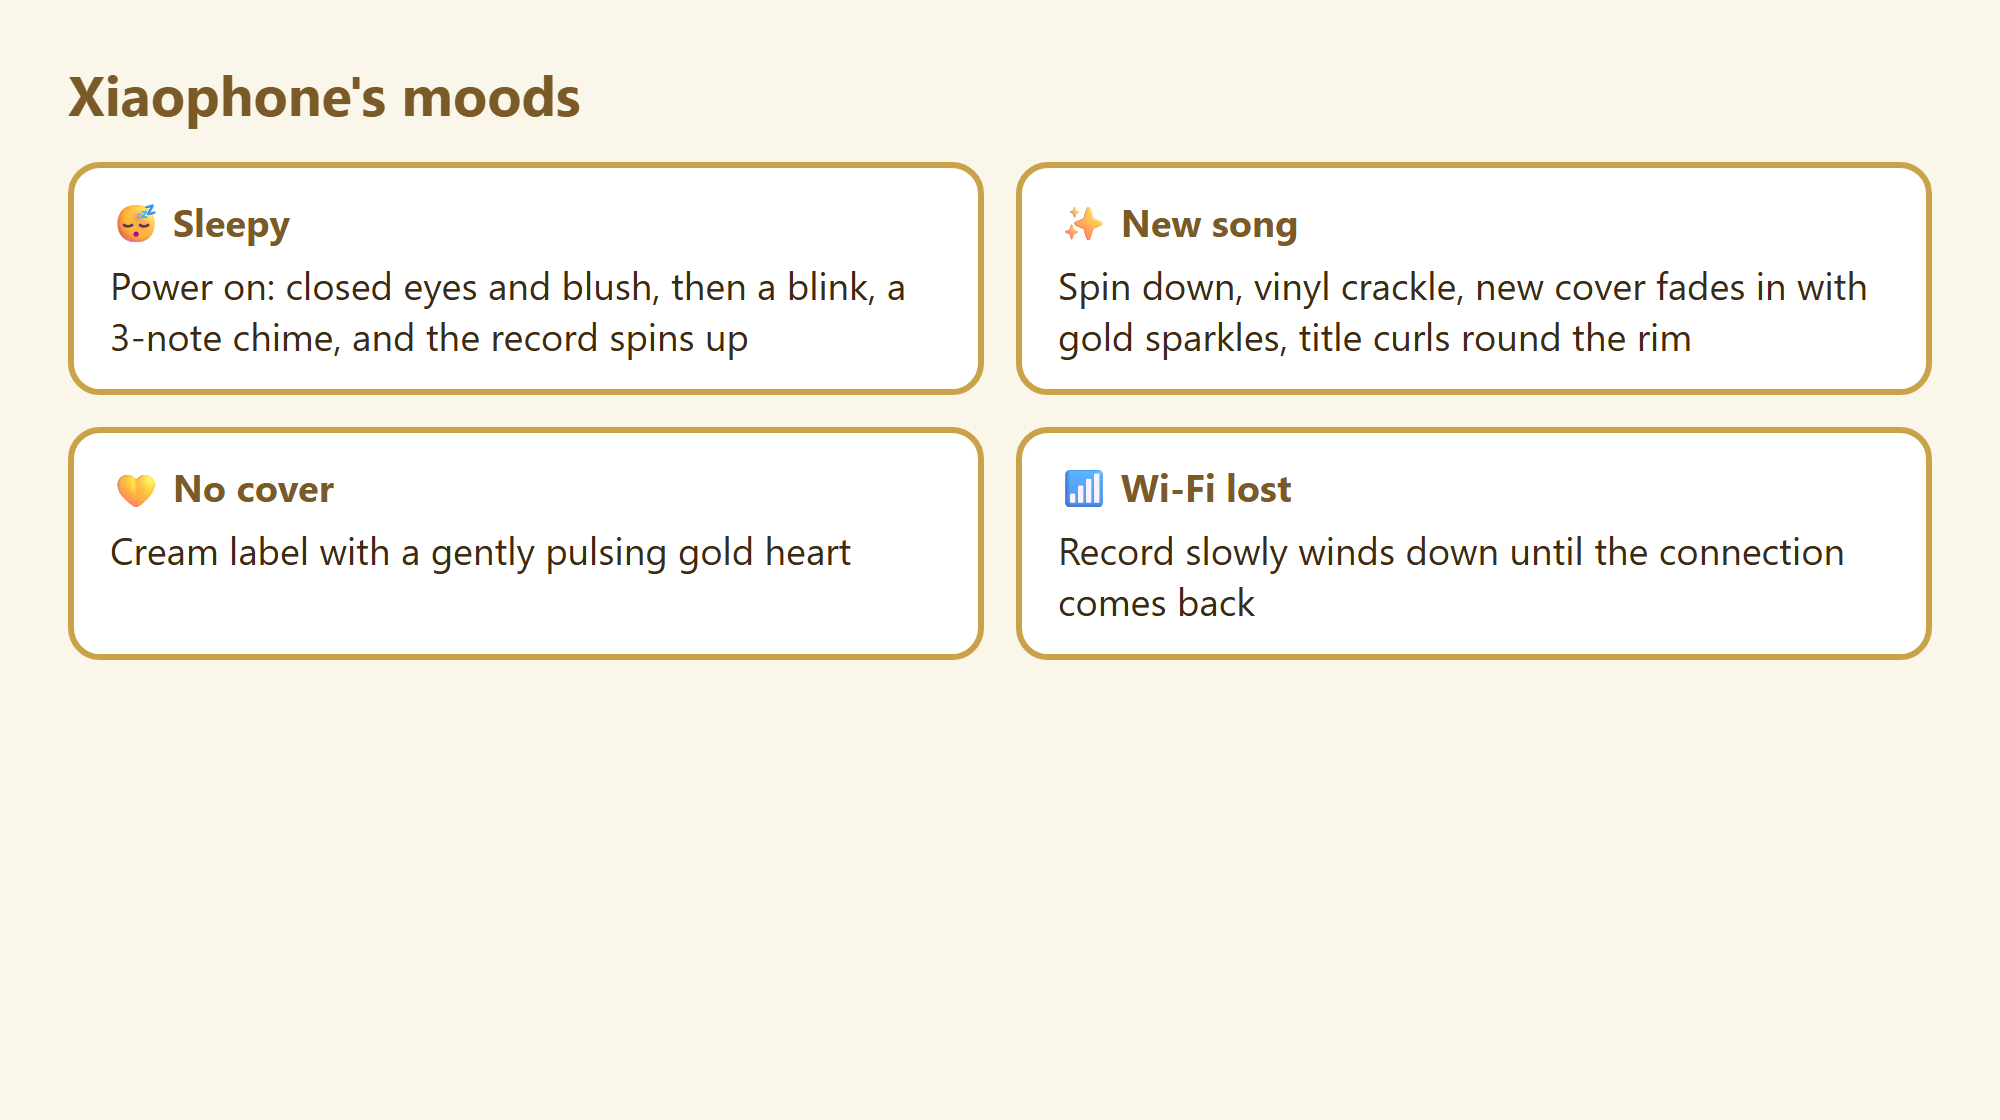 Xiaophone's moods
😴 Sleepy
Power on: closed eyes and blush, then a blink, a
3-note chime, and the record spins up
✨ New song
Spin down, vinyl crackle, new cover fades in with
gold sparkles, title curls round the rim
💛 No cover
Cream label with a gently pulsing gold heart
📶 Wi-Fi lost
Record slowly winds down until the connection
comes back